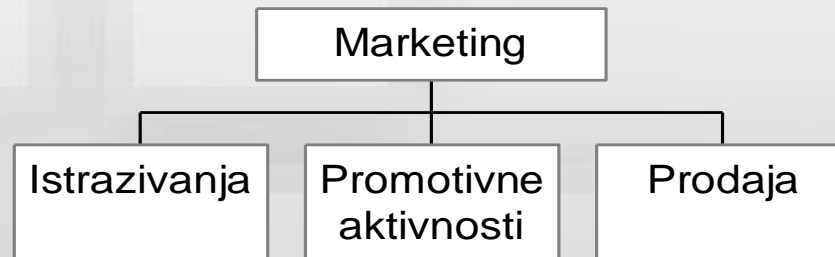 Marketing
Istrazivanja
Promotivne
aktivnosti
Prodaja